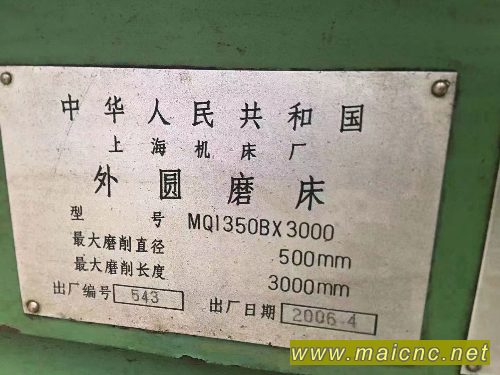 中华人民共和国
上海机床厂
外圆磨床
型号 MQ1350BX3000
最大磨削直径 500mm
最大磨削长度 3000mm
出厂编号 543 出厂日期 2006.4
www.maicnc.net